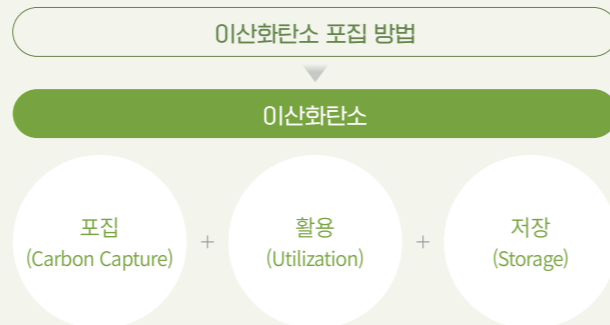 이산화탄소 포집 방법
이산화탄소
포집
(Carbon Capture)
+
활용
(Utilization)
+
저장
(Storage)